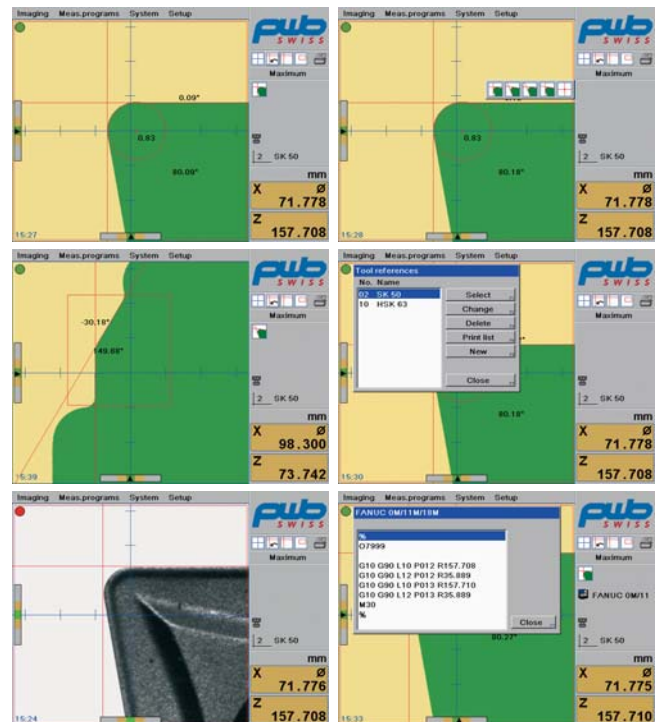 Imaging Meas.programs System Setup
pwb
SWISS
Maximum
0.09°
0.83
80.09°
2 SK 50
mm
X Ø
71.778
Z
157.708
15:27
Imaging Meas.programs System Setup
pwb
SWISS
Maximum
0.83
80.18°
2 SK 50
mm
X Ø
71.778
Z
157.708
15:28
Imaging Meas.programs System Setup
pwb
SWISS
Maximum
-30.18°
149.88°
2 SK 50
mm
X Ø
98.300
Z
73.742
15:39
Imaging Meas.programs System Setup
pwb
SWISS
Tool references
No. Name
02 SK 50
10 HSK 63
Select
Change
Delete
Print list
New
Close
Maximum
80.18°
2 SK 50
mm
X Ø
71.778
Z
157.708
15:30
Imaging Meas.programs System Setup
pwb
SWISS
Maximum
2 SK 50
mm
X Ø
71.776
Z
157.708
15:24
Imaging Meas.programs System Setup
pwb
SWISS
FANUC 0M/11M/18M
%
O7999
G10 G90 L10 P012 R157.708
G10 G90 L12 P012 R35.889
G10 G90 L10 P013 R157.710
G10 G90 L12 P013 R35.889
M30
%
Close
Maximum
FANUC 0M/11
80.27°
2 SK 50
mm
X Ø
71.775
Z
157.710
15:33